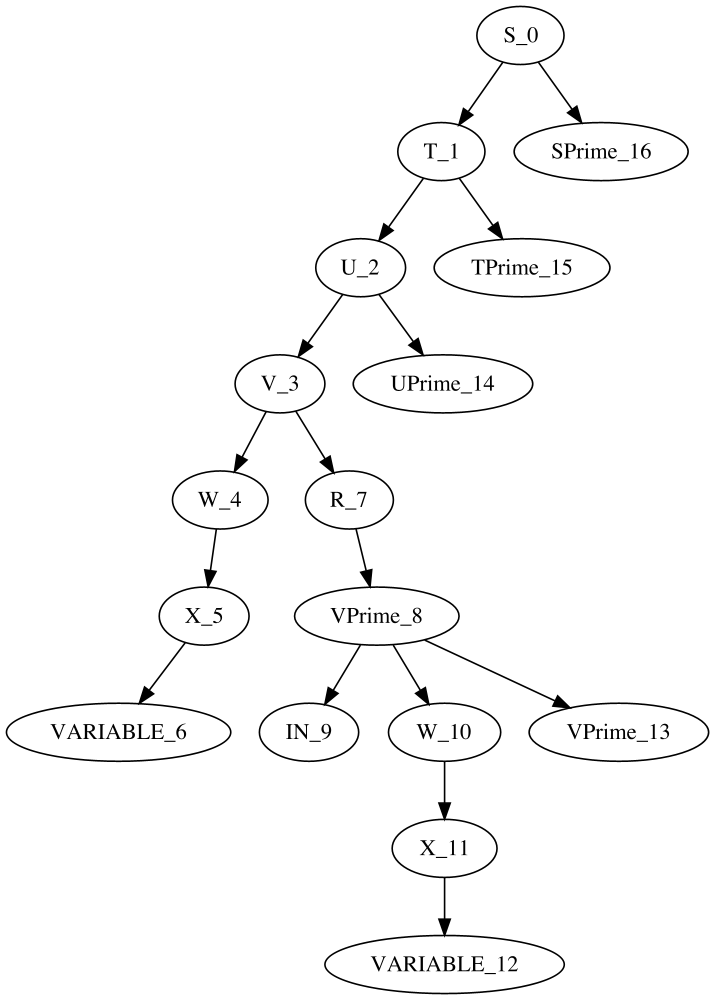 S_0
T_1
SPrime_16
U_2
TPrime_15
V_3
UPrime_14
W_4
R_7
X_5
VPrime_8
VARIABLE_6
IN_9
W_10
VPrime_13
X_11
VARIABLE_12